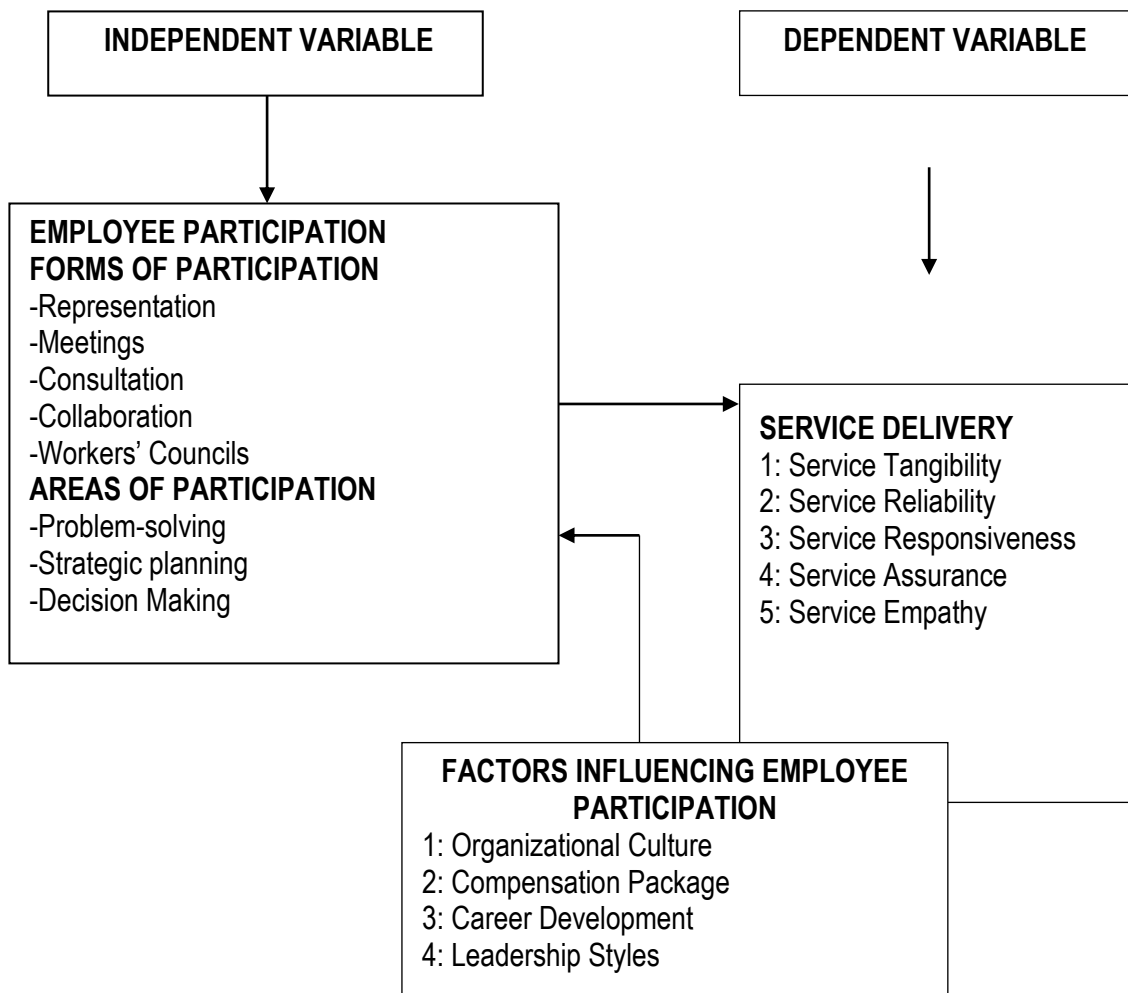 INDEPENDENT VARIABLE
DEPENDENT VARIABLE
EMPLOYEE PARTICIPATION
FORMS OF PARTICIPATION
-Representation
-Meetings
-Consultation
-Collaboration
-Workers’ Councils
AREAS OF PARTICIPATION
-Problem-solving
-Strategic planning
-Decision Making
SERVICE DELIVERY
1: Service Tangibility
2: Service Reliability
3: Service Responsiveness
4: Service Assurance
5: Service Empathy
FACTORS INFLUENCING EMPLOYEE
PARTICIPATION
1: Organizational Culture
2: Compensation Package
3: Career Development
4: Leadership Styles